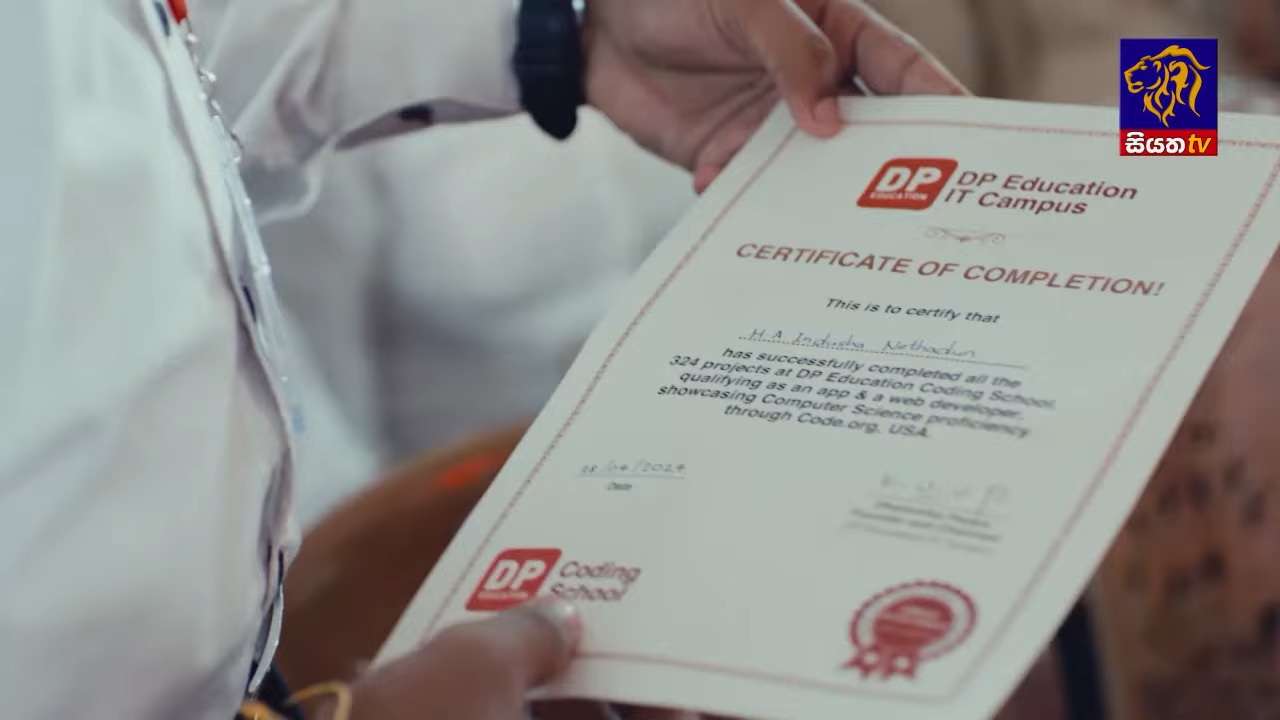 සියත tv
DP
EDUCATION
DP Education
IT Campus
CERTIFICATE OF COMPLETION!
This is to certify that
H.A Indusha Nethadun
has successfully completed all the
324 projects at DP Education Coding School,
qualifying as an app & a web developer,
showcasing Computer Science proficiency
through Code.org, USA.
/04/2024
Date
DP
EDUCATION
Coding
School